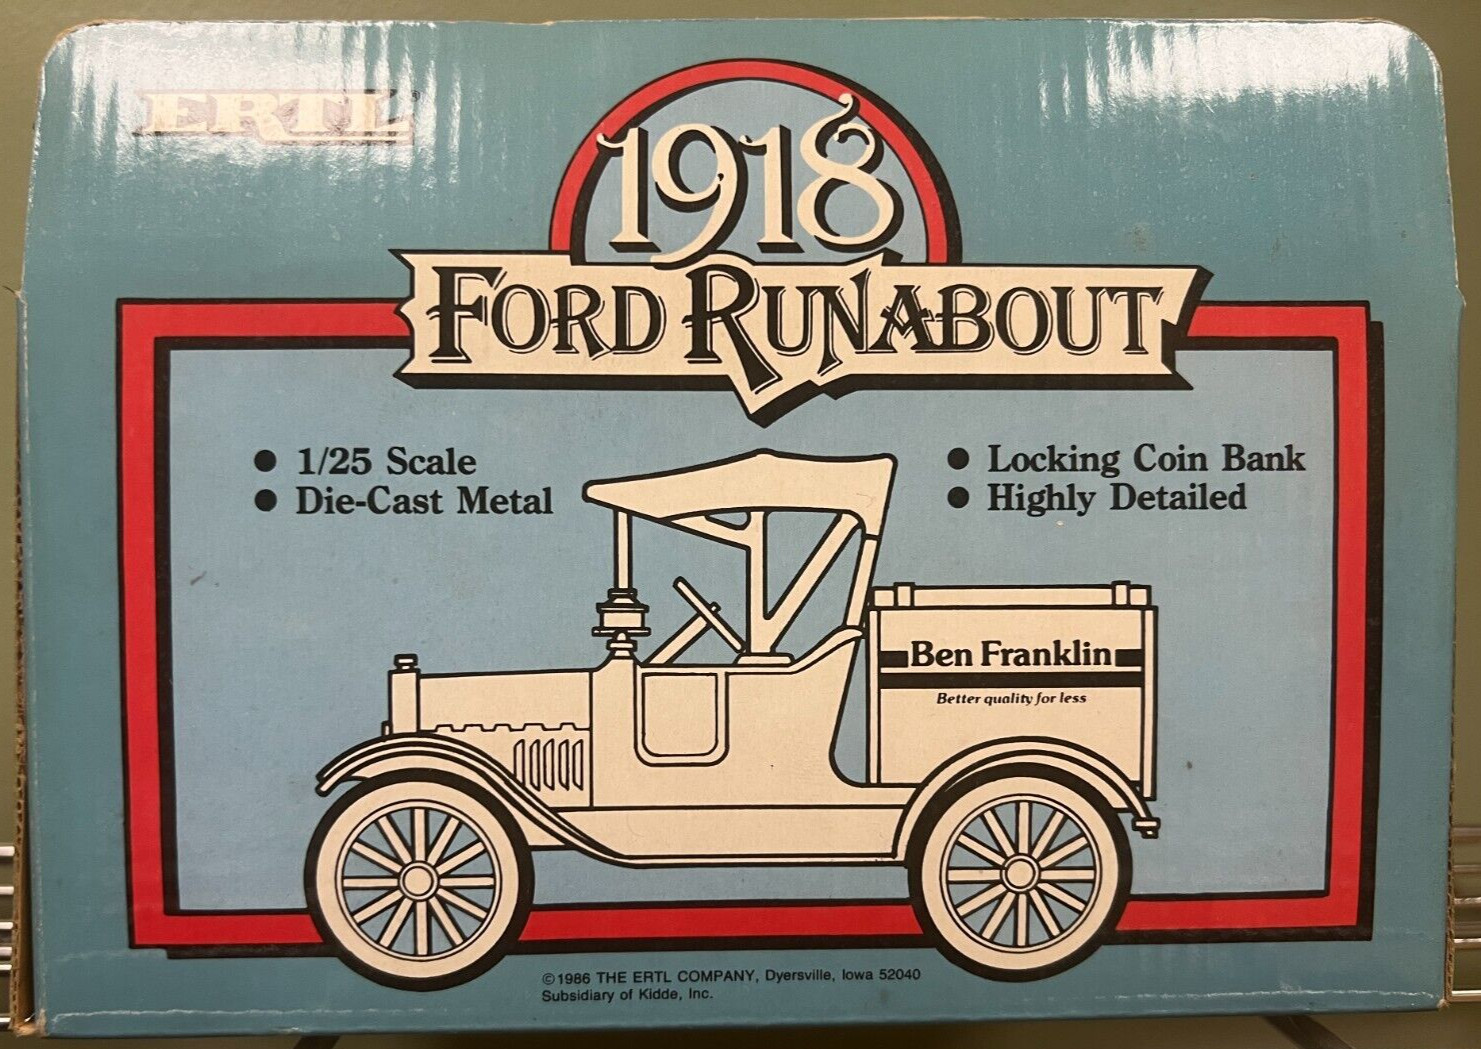 ERTL®
1918
FORD RUNABOUT
● 1/25 Scale
● Die-Cast Metal
● Locking Coin Bank
● Highly Detailed
Ben Franklin
Better quality for less
©1986 THE ERTL COMPANY, Dyersville, Iowa 52040
Subsidiary of Kidde, Inc.